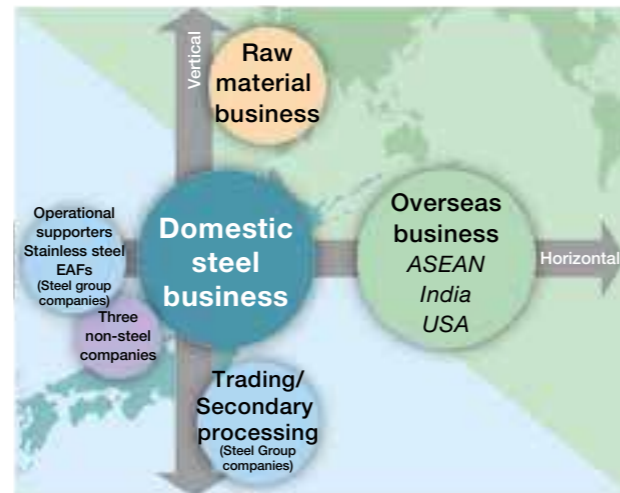 Vertical
Raw
material
business
Operational
supporters
Stainless steel
EAFs
(Steel group
companies)
Domestic
steel
business
Overseas
business
ASEAN
India
USA
Horizontal
Three
non-steel
companies
Trading/
Secondary
processing
(Steel Group
companies)